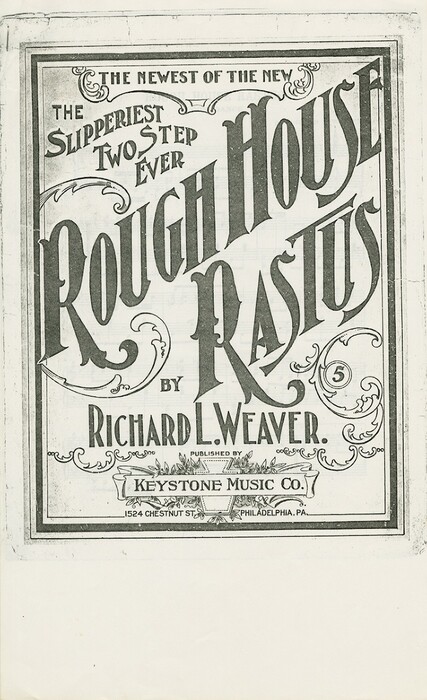 THE NEWEST OF THE NEW
THE
SLIPPERIEST
TWO STEP
EVER
ROUGH HOUSE
RASTUS
5
BY
RICHARD L. WEAVER.
PUBLISHED BY
KEYSTONE MUSIC CO.
1524 CHESTNUT ST. PHILADELPHIA, PA.